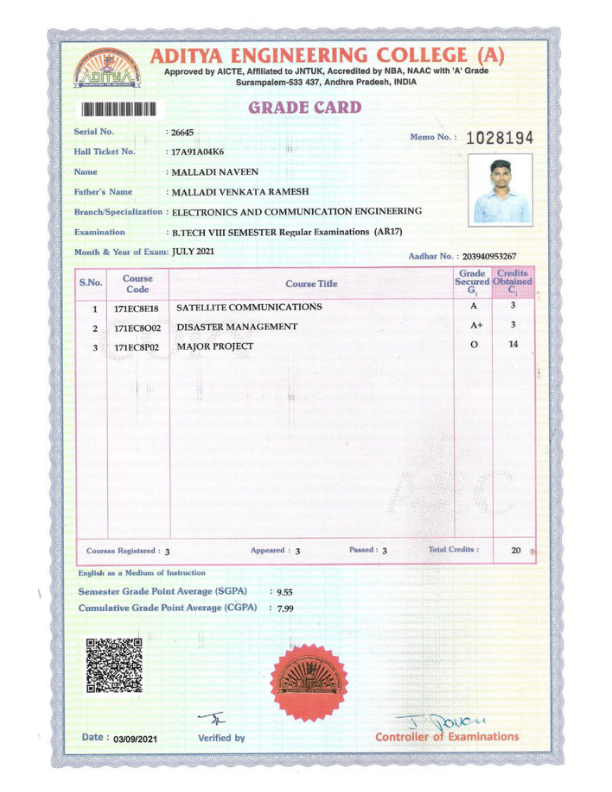 ADITYA ENGINEERING COLLEGE (A)
Approved by AICTE, Affiliated to JNTUK, Accredited by NBA, NAAC with 'A' Grade
Surampalem-533 437, Andhra Pradesh, INDIA
ADITYA
GRADE CARD
Serial No. : 26645
Memo No. : 1028194
Hall Ticket No. : 17A91A04K6
Name : MALLADI NAVEEN
Father's Name : MALLADI VENKATA RAMESH
Branch/Specialization : ELECTRONICS AND COMMUNICATION ENGINEERING
Examination : B.TECH VIII SEMESTER Regular Examinations (AR17)
Month & Year of Exam: JULY 2021
Aadhar No. : 203940953267
S.No. Course Code Course Title Grade Secured Gi Credits Obtained Ci
1 171EC8E18 SATELLITE COMMUNICATIONS A 3
2 171EC8O02 DISASTER MANAGEMENT A+ 3
3 171EC8P02 MAJOR PROJECT O 14
Courses Registered : 3 Appeared : 3 Passed : 3 Total Credits : 20
English as a Medium of Instruction
Semester Grade Point Average (SGPA) : 9.55
Cumulative Grade Point Average (CGPA) : 7.99
Date : 03/09/2021
Verified by
Controller of Examinations